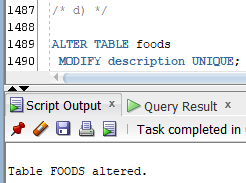 1487 /* d) */
1488
1489 ALTER TABLE foods
1490 MODIFY description UNIQUE;
Script Output × Query Result ×
Task completed in
Table FOODS altered.